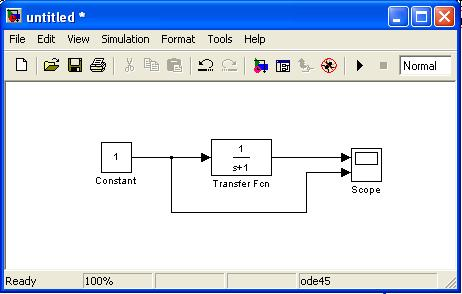 untitled *
File Edit View Simulation Format Tools Help
Normal
1
Constant
1
s+1
Transfer Fcn
Scope
Ready 100% ode45